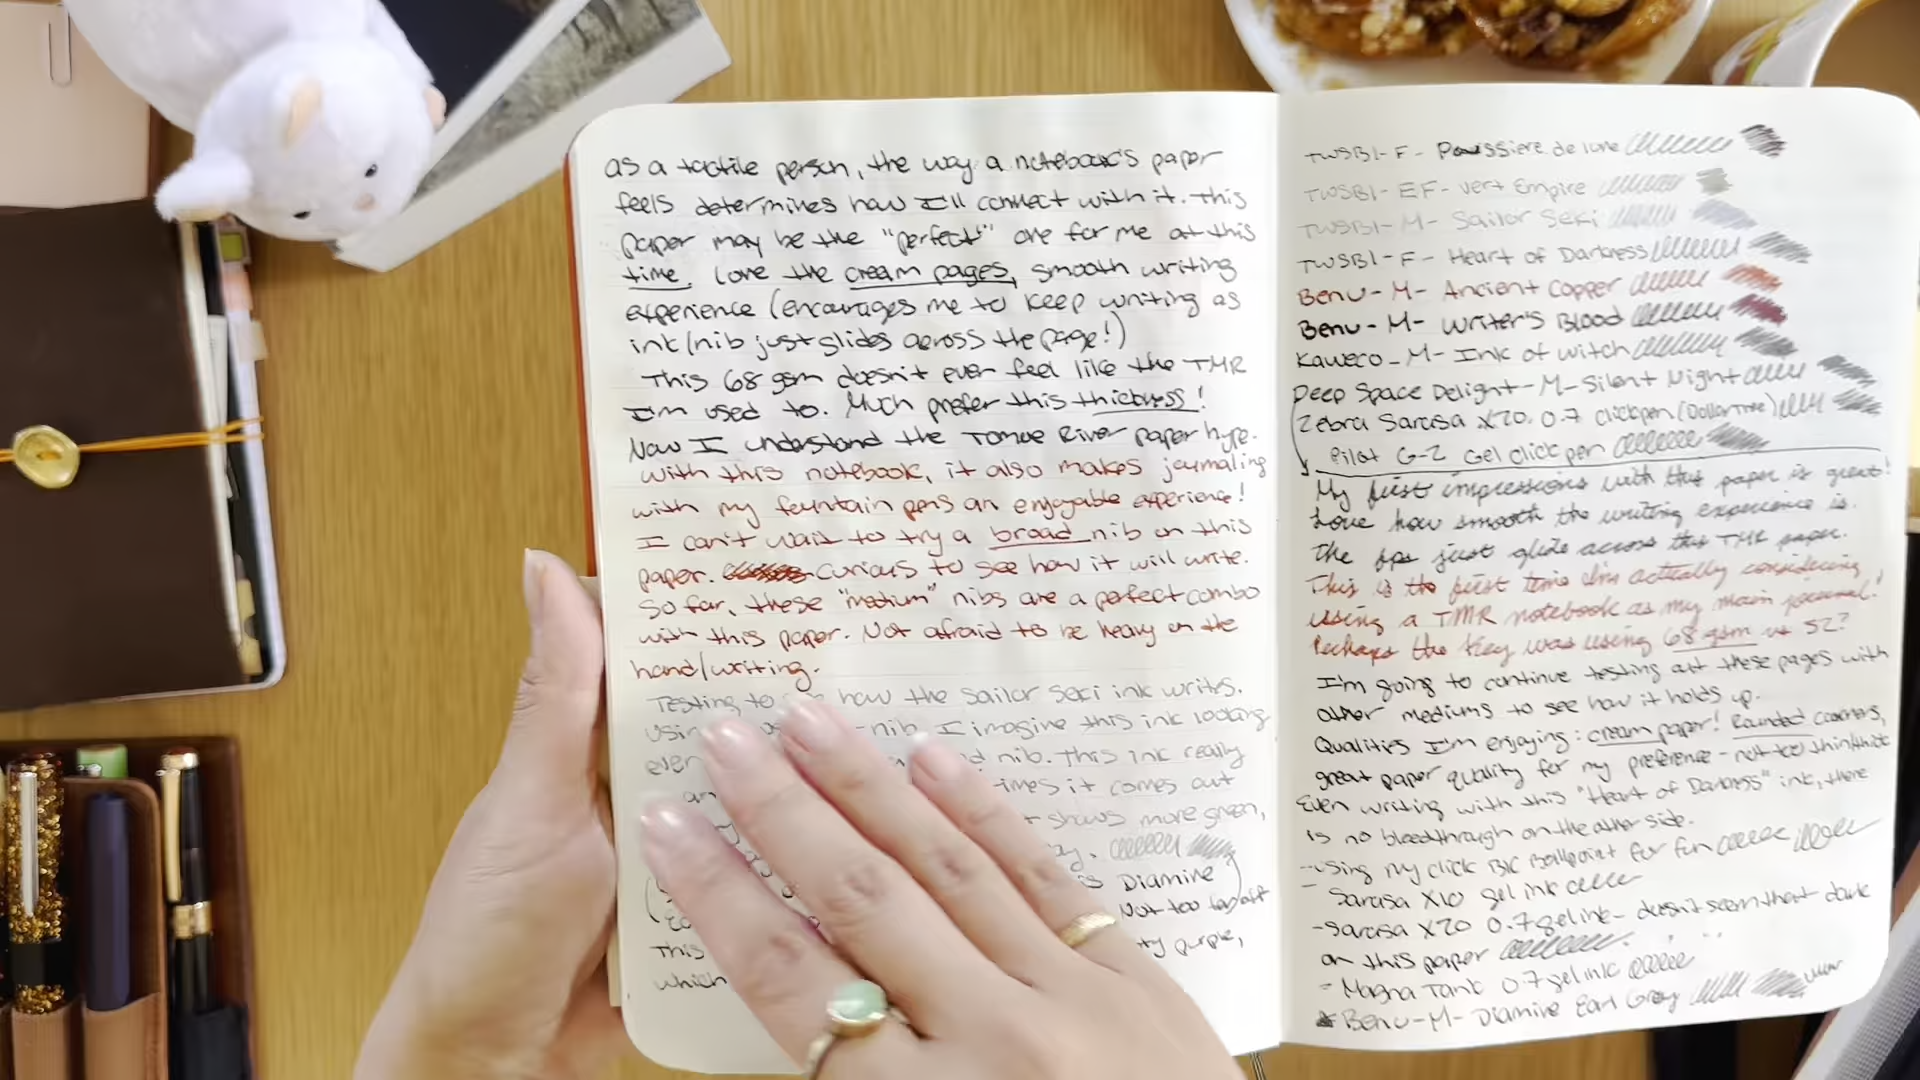 as a tactile person, the way a notebook's paper
feels determines how I'll connect with it. This
paper may be the "perfect" one for me at this
time. Love the cream pages, smooth writing
experience (encourages me to keep writing as
ink/nib just glides across the page!)
This 68 gsm doesn't even feel like the TMR
I'm used to. Much prefer this thickness!
Now I understand the Tomoe River paper hype.
with this notebook, it also makes journaling
with my fountain pens an enjoyable experience!
I can't wait to try a broad nib on this
paper. curious to see how it will write.
So far, these "medium" nibs are a perfect combo
with this paper. Not afraid to be heavy on the
hand/writing.
Testing to how the Sailor Seki ink writes.
nib. I imagine this ink looking
even nib. This ink really
it comes out
shows more green,
is Diamine
Not too
This purple,
which
TWSBI-F- Poussiere de lune
TWSBI- EF- Vert Empire
TWSBI-M- Sailor Seki
TWSBI-F- Heart of Darkness
Benu-M- Ancient Copper
Benu-M- Writer's Blood
Kaweco-M- Ink of Witch
Deep Space Delight-M-Silent Night
Zebra Sarasa X20. 0.7 clickpen (Dollar Tree)
Pilot G-2 Gel click pen
My first impressions with this paper is great!
Love how smooth the writing experience is.
The just glide across this TMR paper.
This is the first time I'm actually considering
using a TMR notebook as my main journal!
Perhaps the key was using 68 gsm vs 52?
I'm going to continue testing out these pages with
other mediums to see how it holds up.
Qualities I'm enjoying: cream paper! Rounded corners,
great paper quality for my preference - not too thin/thick
Even writing with this "Heart of Darkness" ink, there
is no bleedthrough on the other side.
-using my click BIC Ballpoint for fun
- Sarasa X10 gel ink
-Sarasa X20 0.7 gel ink- doesn't seem that dark
on this paper
- Magna Tank 0.7 gel ink
Benu-M- Diamine Earl Grey